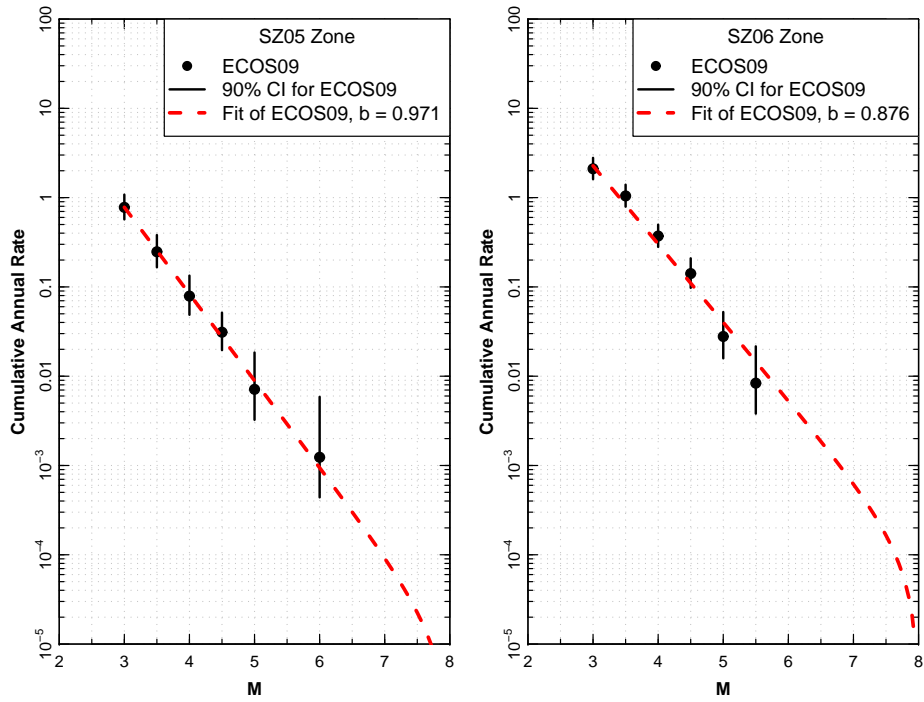 SZ05 Zone
ECOS09
90% CI for ECOS09
Fit of ECOS09, b = 0.971
Cumulative Annual Rate
100
10
1
0.1
0.01
10⁻³
10⁻⁴
10⁻⁵
2 3 4 5 6 7 8
M
SZ06 Zone
ECOS09
90% CI for ECOS09
Fit of ECOS09, b = 0.876
Cumulative Annual Rate
100
10
1
0.1
0.01
10⁻³
10⁻⁴
10⁻⁵
2 3 4 5 6 7 8
M